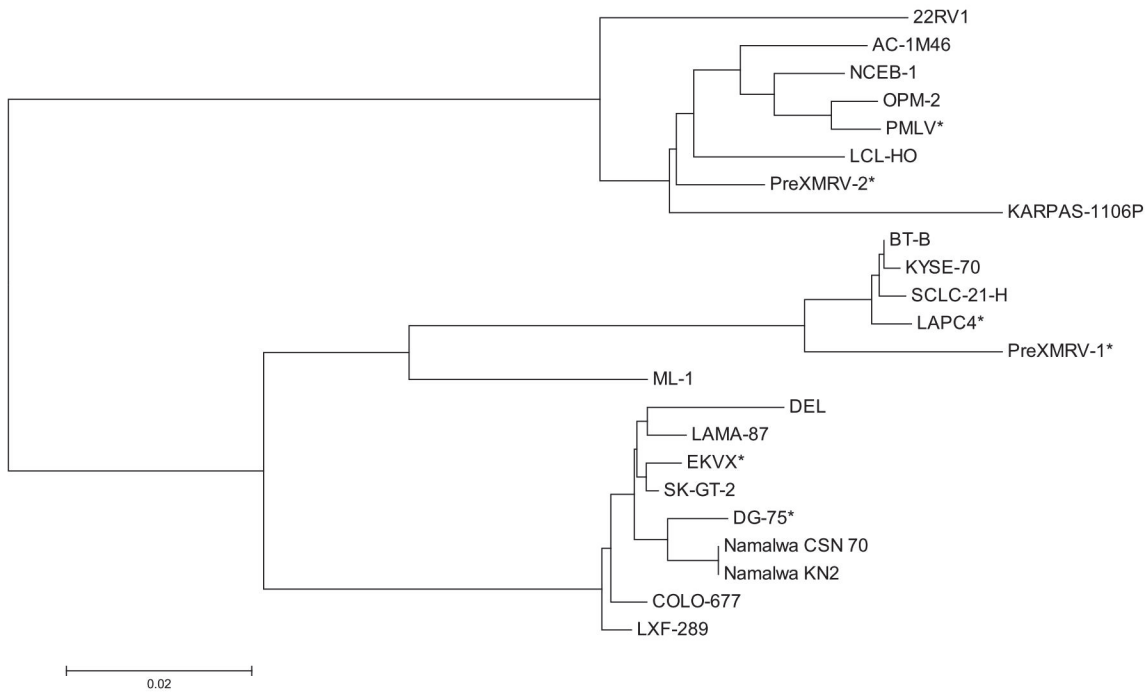 22RV1
AC-1M46
NCEB-1
OPM-2
PMLV*
LCL-HO
PreXMRV-2*
KARPAS-1106P
BT-B
KYSE-70
SCLC-21-H
LAPC4*
PreXMRV-1*
ML-1
DEL
LAMA-87
EKVX*
SK-GT-2
DG-75*
Namalwa CSN 70
Namalwa KN2
COLO-677
LXF-289
0.02